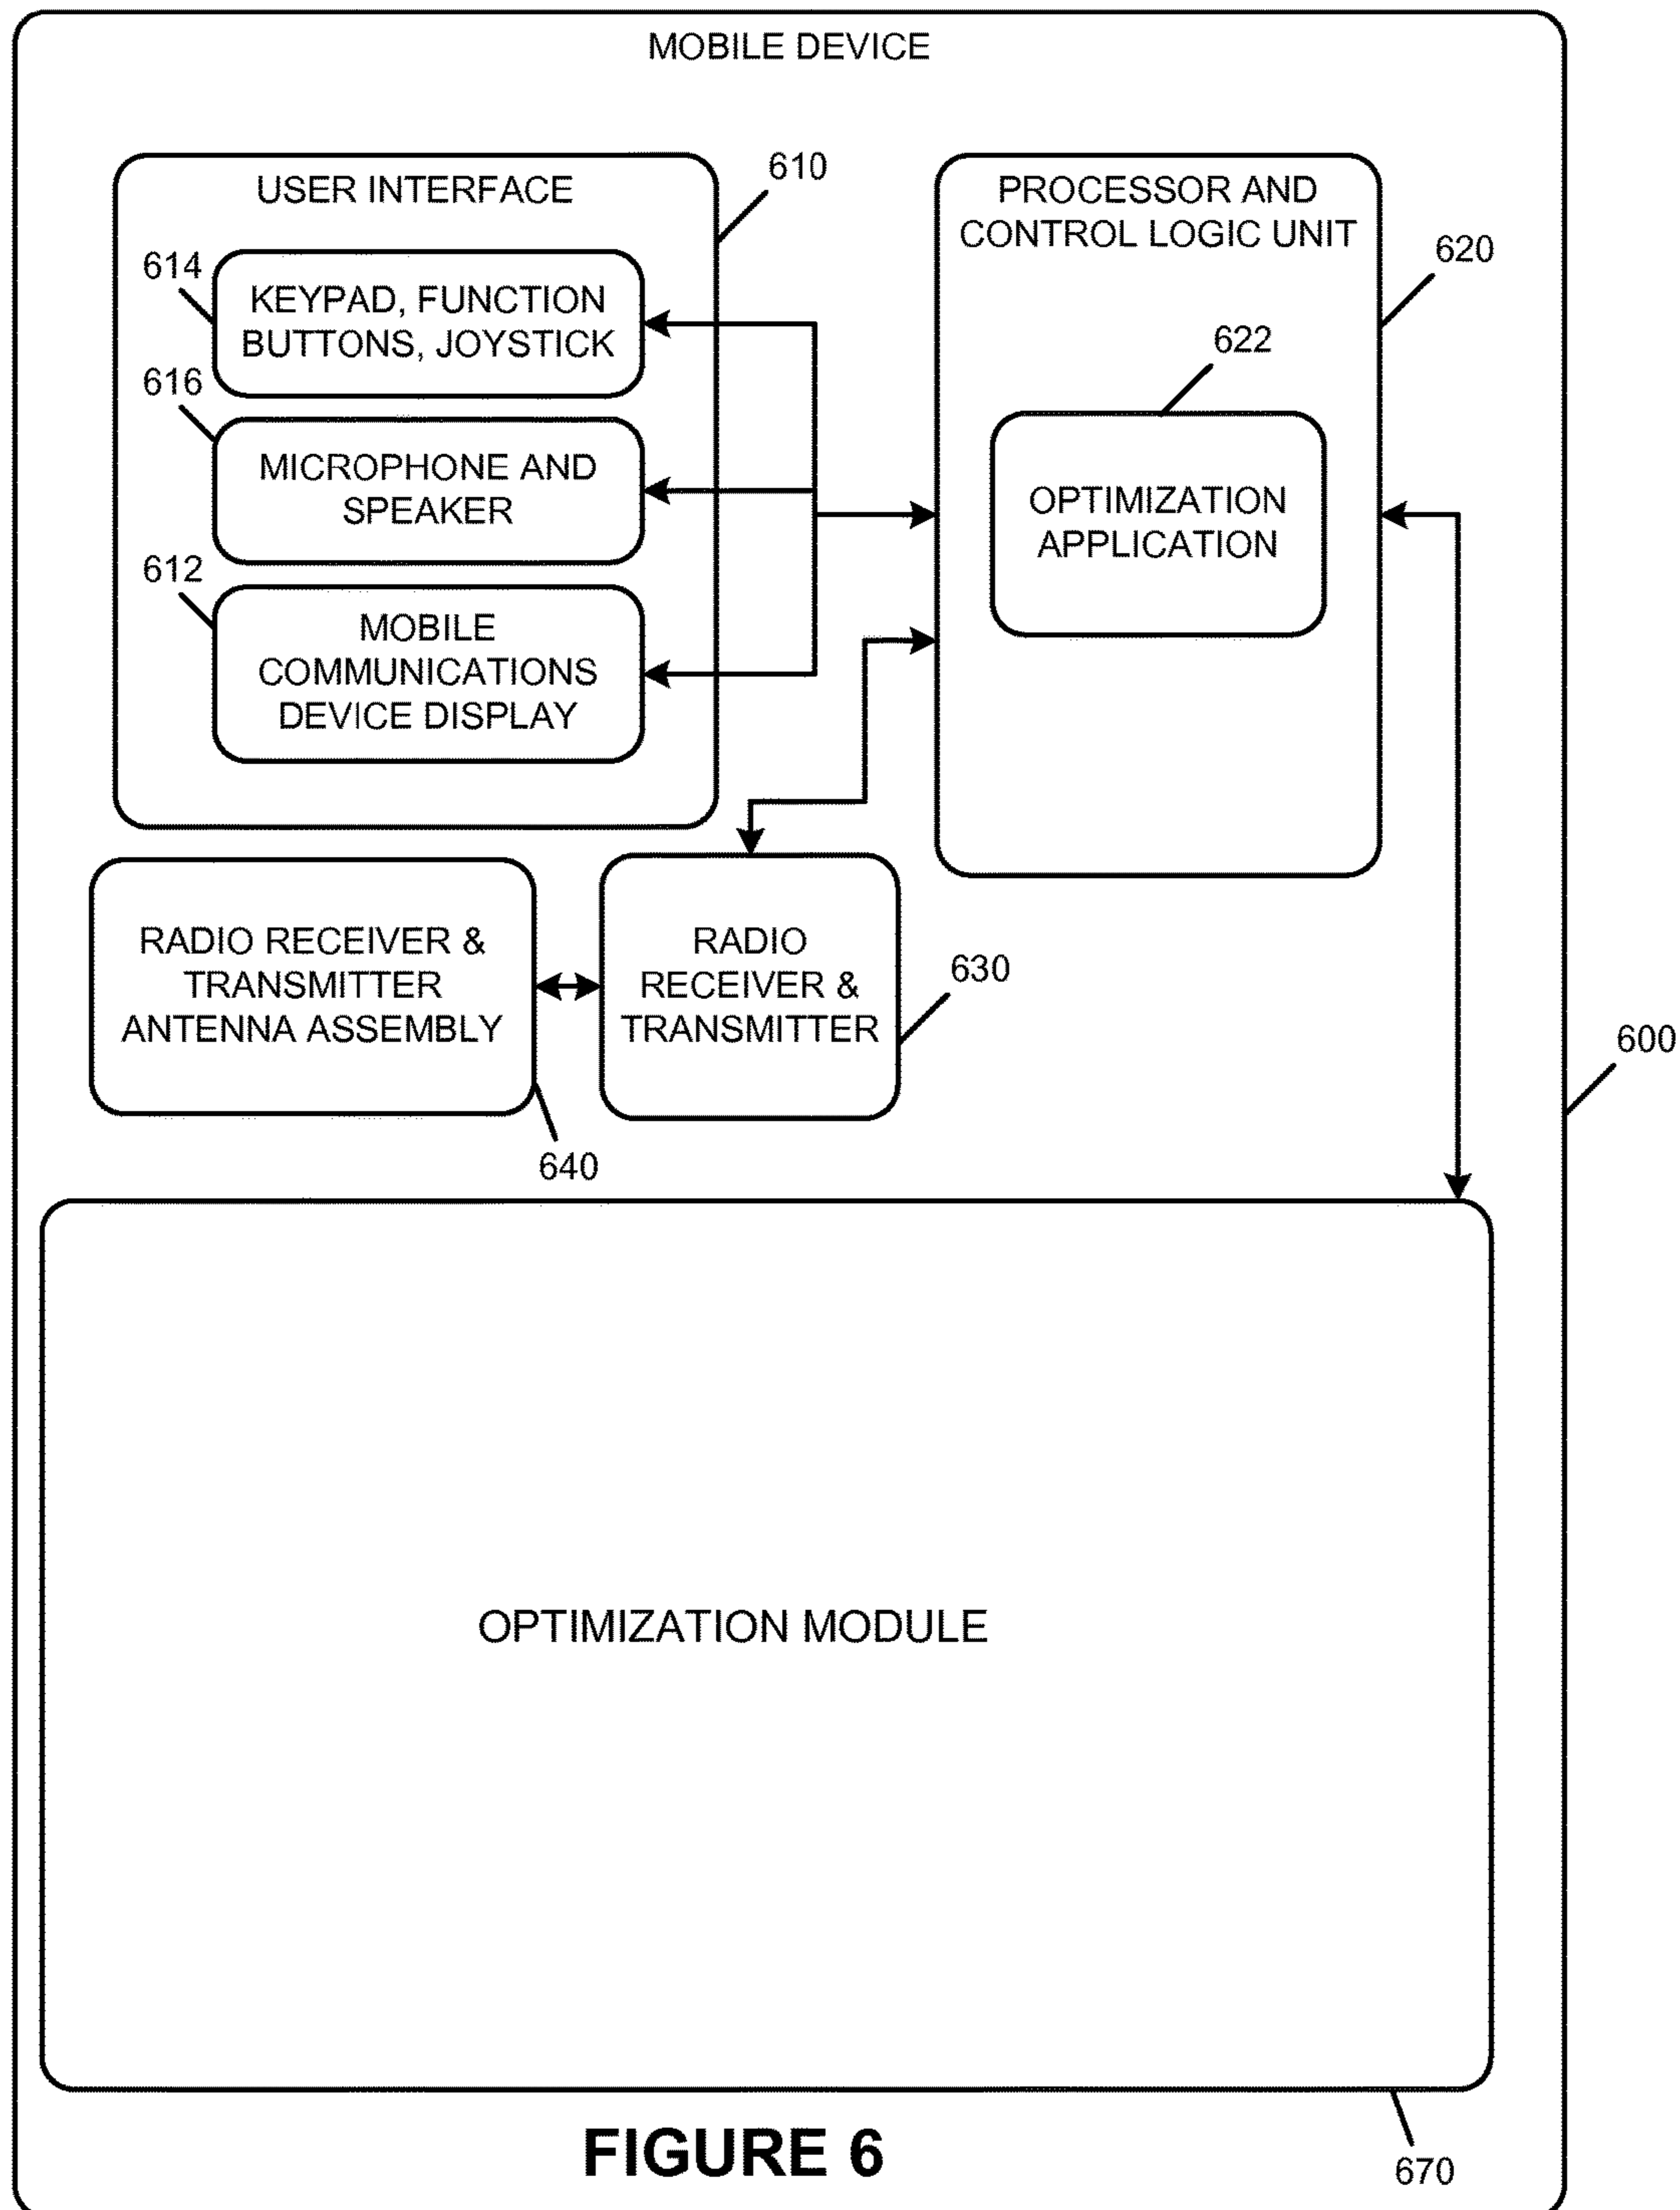 MOBILE DEVICE
USER INTERFACE
610
614
KEYPAD, FUNCTION
BUTTONS, JOYSTICK
616
MICROPHONE AND
SPEAKER
612
MOBILE
COMMUNICATIONS
DEVICE DISPLAY
PROCESSOR AND
CONTROL LOGIC UNIT
620
622
OPTIMIZATION
APPLICATION
RADIO RECEIVER &
TRANSMITTER
ANTENNA ASSEMBLY
640
RADIO
RECEIVER &
TRANSMITTER
630
600
OPTIMIZATION MODULE
670
FIGURE 6